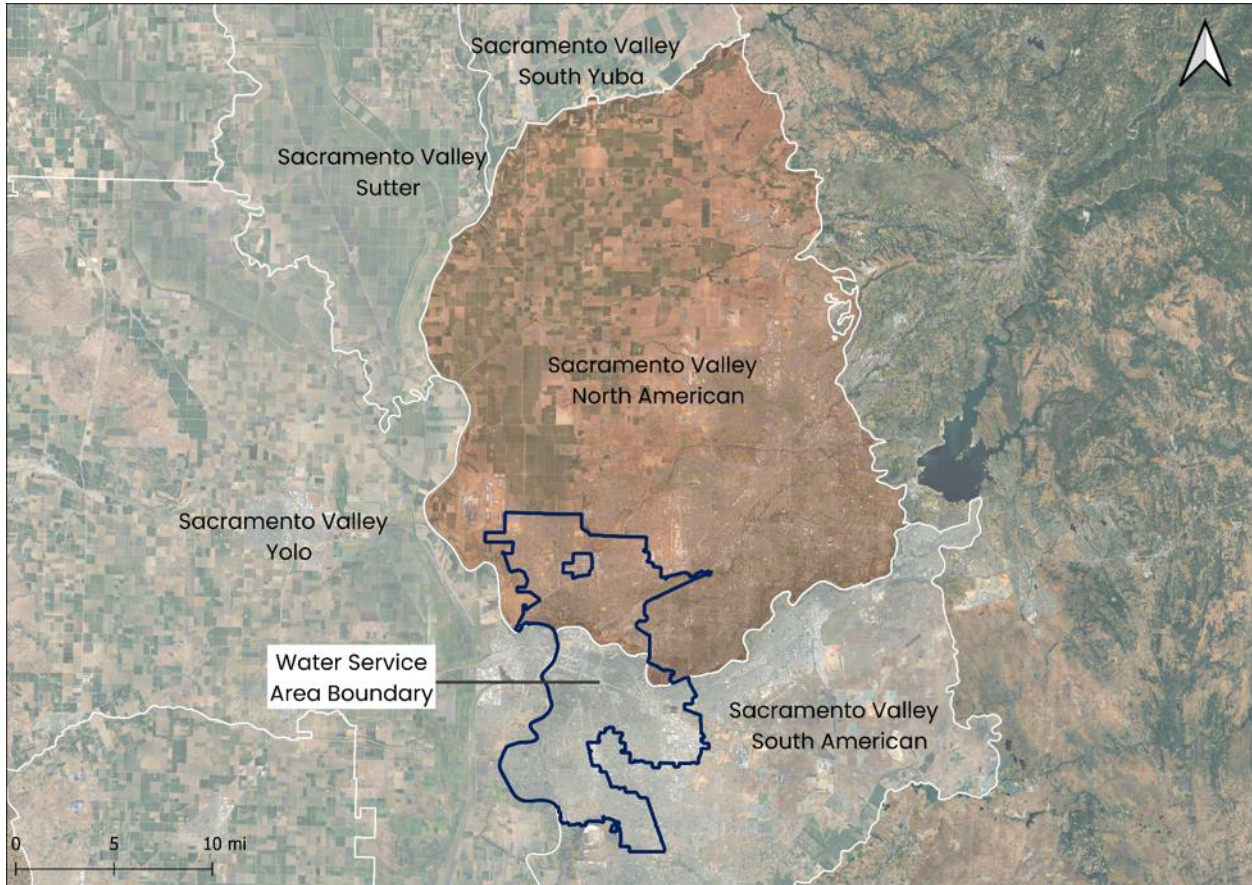 Sacramento Valley
South Yuba
Sacramento Valley
Sutter
Sacramento Valley
North American
Sacramento Valley
Yolo
Water Service
Area Boundary
Sacramento Valley
South American
0 5 10 mi